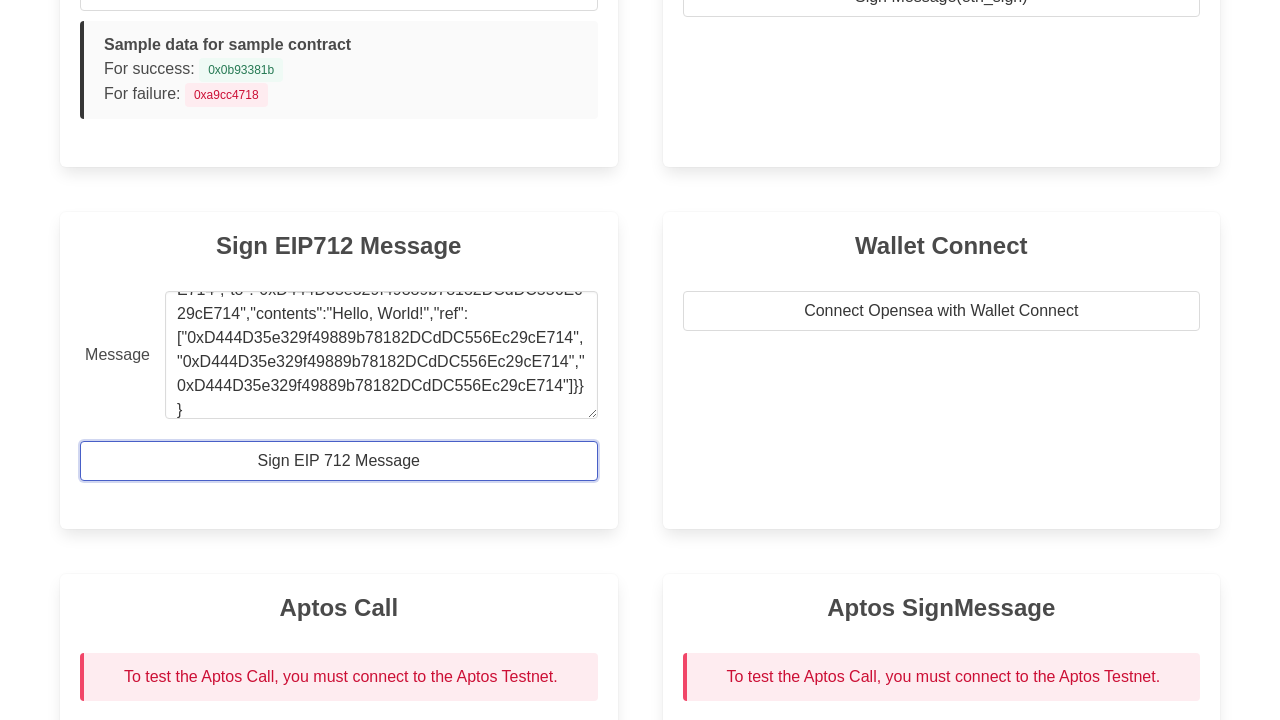 Sample data for sample contract
For success: 0x0b93381b
For failure: 0xa9cc4718
Sign EIP712 Message
Message
29cE714","contents":"Hello, World!","ref":
["0xD444D35e329f49889b78182DCdDC556Ec29cE714",
"0xD444D35e329f49889b78182DCdDC556Ec29cE714","
0xD444D35e329f49889b78182DCdDC556Ec29cE714"]}}
}
Sign EIP 712 Message
Wallet Connect
Connect Opensea with Wallet Connect
Aptos Call
To test the Aptos Call, you must connect to the Aptos Testnet.
Aptos SignMessage
To test the Aptos Call, you must connect to the Aptos Testnet.